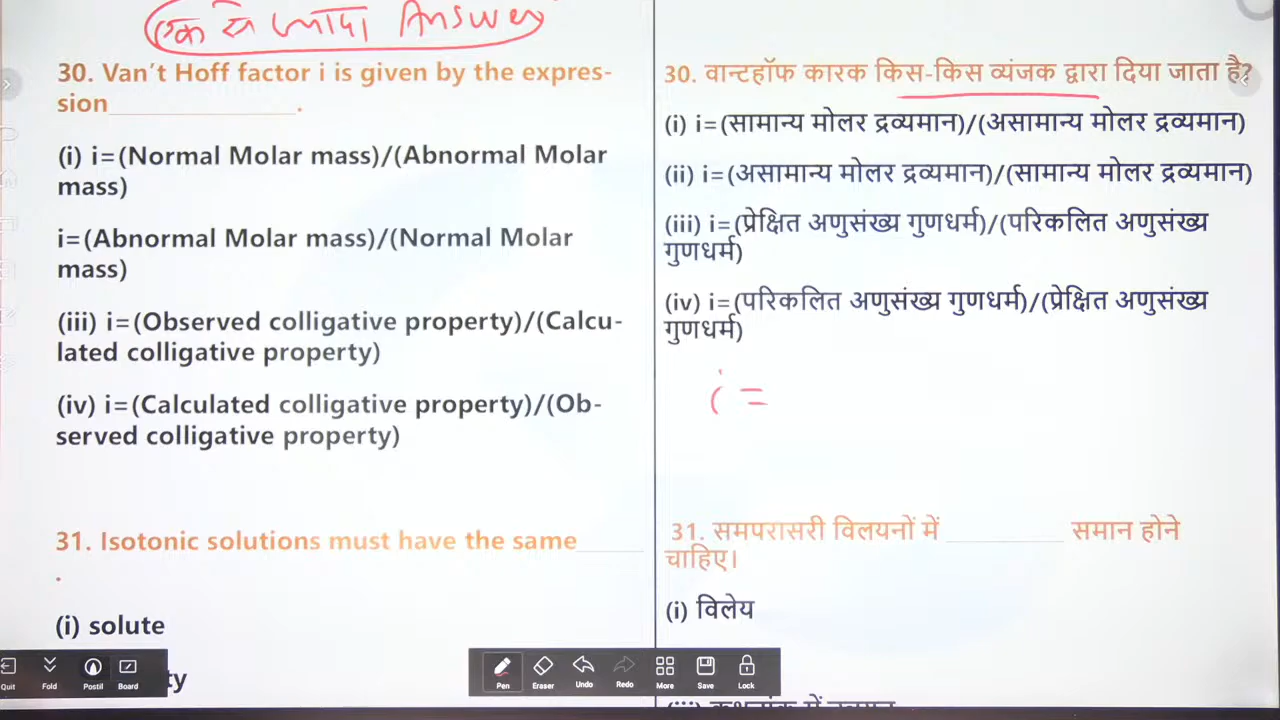 एक से ज्यादा Answer
30. Van't Hoff factor i is given by the expres-
sion____________.
(i) i=(Normal Molar mass)/(Abnormal Molar
mass)
i=(Abnormal Molar mass)/(Normal Molar
mass)
(iii) i=(Observed colligative property)/(Calcu-
lated colligative property)
(iv) i=(Calculated colligative property)/(Ob-
served colligative property)
31. Isotonic solutions must have the same____
.
(i) solute
ty
30. वान्टहॉफ कारक किस-किस व्यंजक द्वारा दिया जाता है?
(i) i=(सामान्य मोलर द्रव्यमान)/(असामान्य मोलर द्रव्यमान)
(ii) i=(असामान्य मोलर द्रव्यमान)/(सामान्य मोलर द्रव्यमान)
(iii) i=(प्रेक्षित अणुसंख्य गुणधर्म)/(परिकलित अणुसंख्य
गुणधर्म)
(iv) i=(परिकलित अणुसंख्य गुणधर्म)/(प्रेक्षित अणुसंख्य
गुणधर्म)
i =
31. समपरासरी विलयनों में ________ समान होने
चाहिए।
(i) विलेय
Quit Fold Postil Board
Pen Eraser Undo Redo More Save Lock